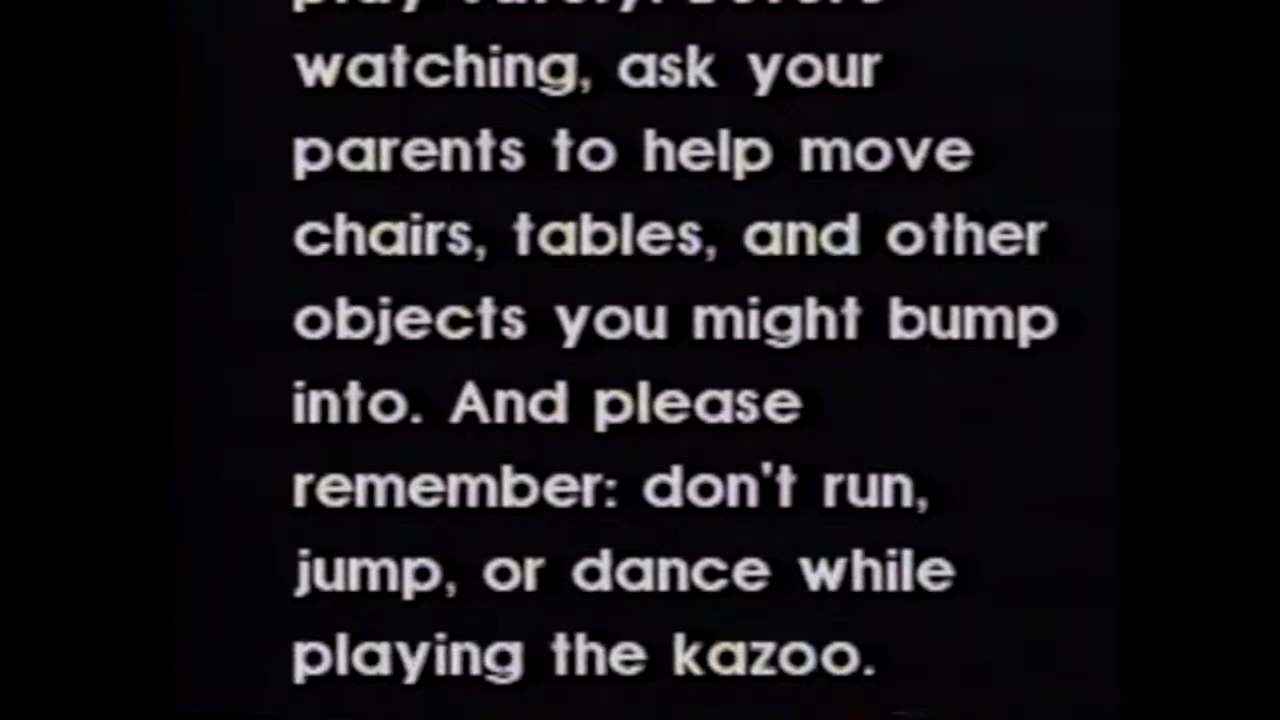 watching, ask your
parents to help move
chairs, tables, and other
objects you might bump
into. And please
remember: don't run,
jump, or dance while
playing the kazoo.